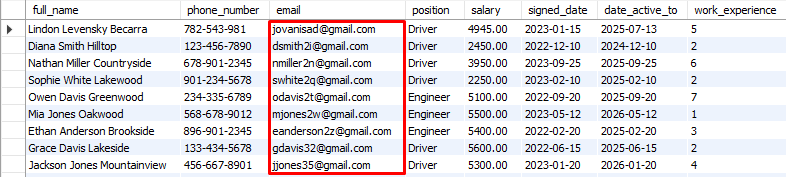 full_name phone_number email position salary signed_date date_active_to work_experience
Lindon Levensky Becarra 782-543-981 jovanisad@gmail.com Driver 4945.00 2023-01-15 2025-07-13 5
Diana Smith Hilltop 123-456-7890 dsmith2i@gmail.com Driver 2450.00 2022-12-10 2024-12-10 2
Nathan Miller Countryside 678-901-2345 nmiller2n@gmail.com Driver 3950.00 2023-09-25 2025-09-25 6
Sophie White Lakewood 901-234-5678 swhite2q@gmail.com Driver 2250.00 2023-02-10 2025-02-10 2
Owen Davis Greenwood 234-335-6789 odavis2t@gmail.com Engineer 5100.00 2022-09-20 2025-09-20 7
Mia Jones Oakwood 568-678-9012 mjones2w@gmail.com Engineer 5500.00 2023-05-12 2026-05-12 1
Ethan Anderson Brookside 896-901-2345 eanderson2z@gmail.com Engineer 5400.00 2022-02-20 2025-02-20 3
Grace Davis Lakeside 133-434-5678 gdavis32@gmail.com Driver 5600.00 2022-06-15 2025-06-15 2
Jackson Jones Mountainview 456-667-8901 jjones35@gmail.com Driver 5300.00 2023-01-20 2026-01-20 4